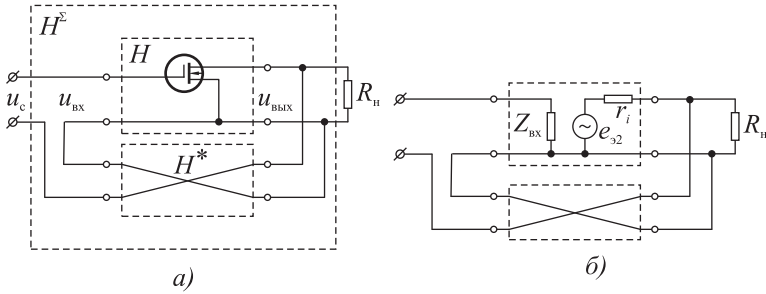 H^Σ
H
u_с
u_вх
u_вых
R_н
H*
а)
Z_вх
e_э2
r_i
R_н
б)